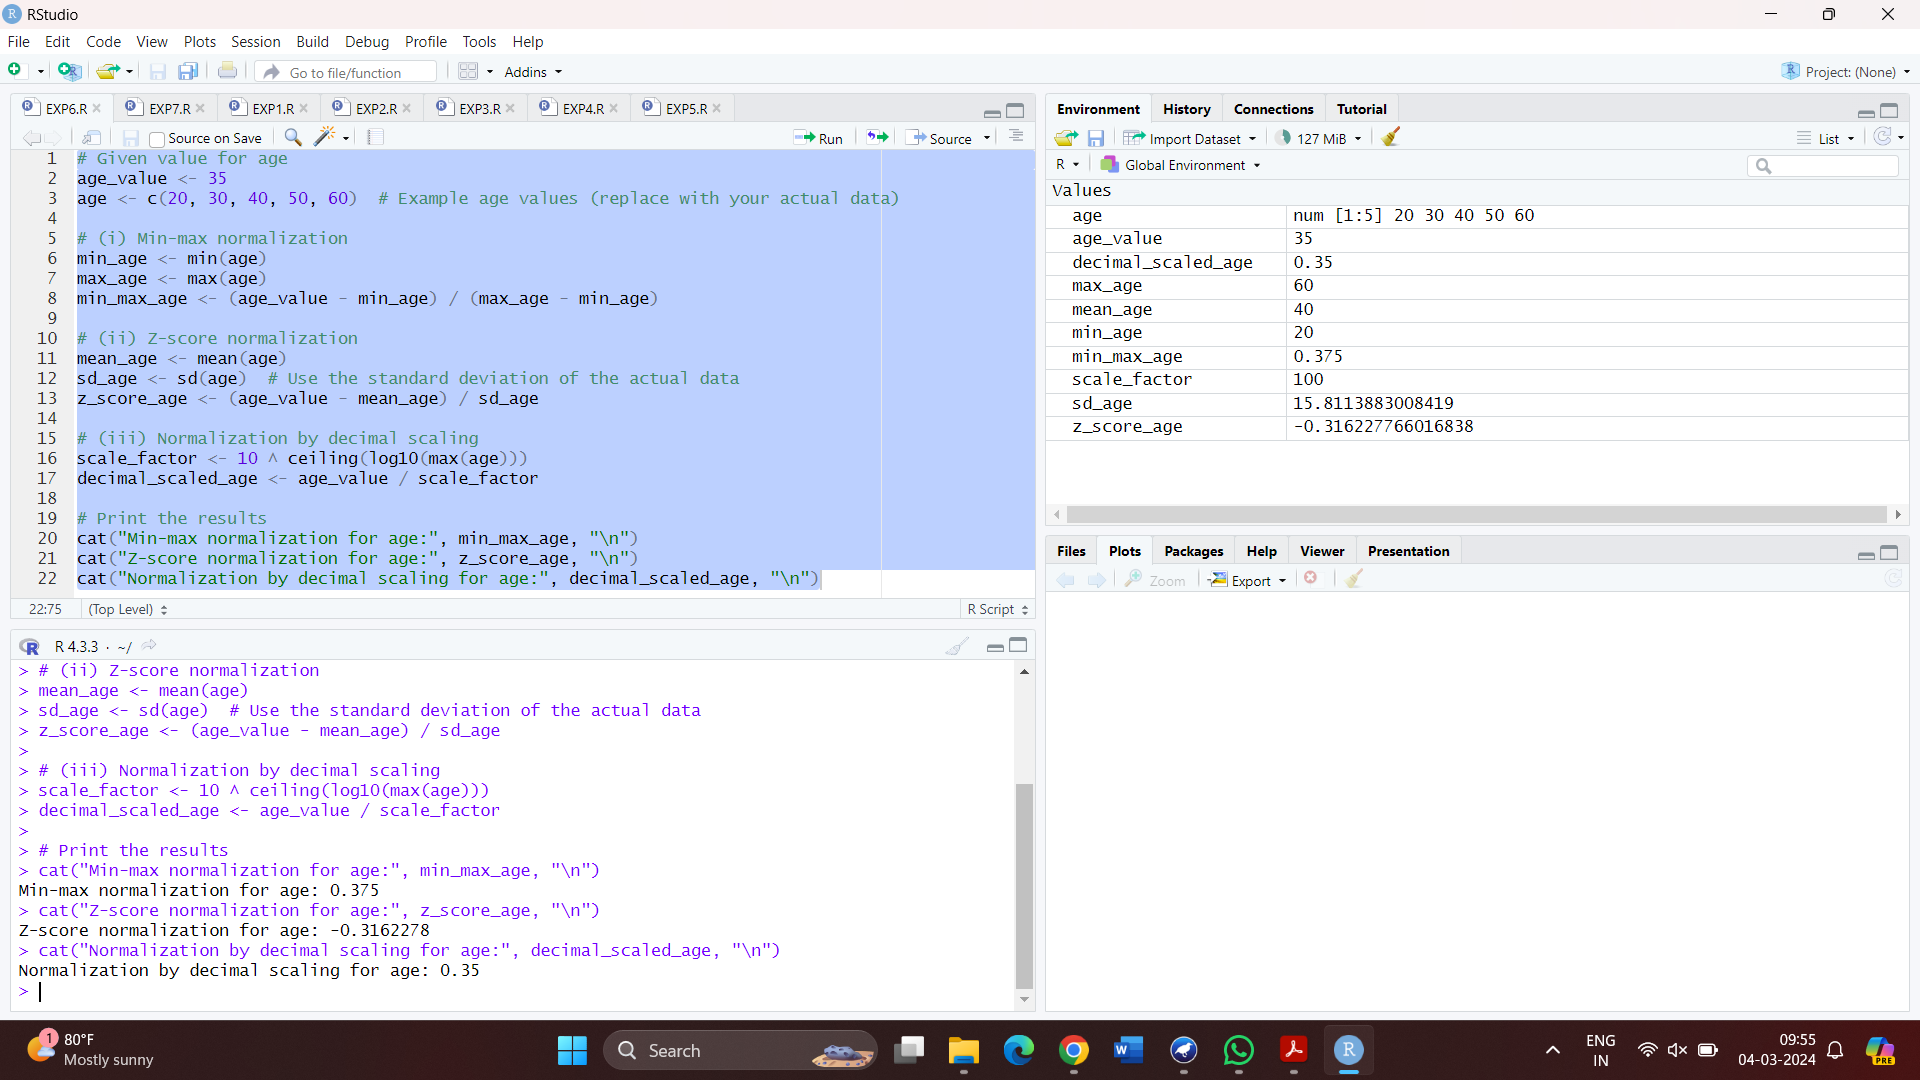 RStudio
File Edit Code View Plots Session Build Debug Profile Tools Help
Go to file/function Addins Project: (None)
EXP6.R EXP7.R EXP1.R EXP2.R EXP3.R EXP4.R EXP5.R
Source on Save Run Source
1 # Given value for age
2 age_value <- 35
3 age <- c(20, 30, 40, 50, 60)  # Example age values (replace with your actual data)
4
5 # (i) Min-max normalization
6 min_age <- min(age)
7 max_age <- max(age)
8 min_max_age <- (age_value - min_age) / (max_age - min_age)
9
10 # (ii) Z-score normalization
11 mean_age <- mean(age)
12 sd_age <- sd(age)  # Use the standard deviation of the actual data
13 z_score_age <- (age_value - mean_age) / sd_age
14
15 # (iii) Normalization by decimal scaling
16 scale_factor <- 10 ^ ceiling(log10(max(age)))
17 decimal_scaled_age <- age_value / scale_factor
18
19 # Print the results
20 cat("Min-max normalization for age:", min_max_age, "\n")
21 cat("Z-score normalization for age:", z_score_age, "\n")
22 cat("Normalization by decimal scaling for age:", decimal_scaled_age, "\n")
22:75 (Top Level) R Script
R 4.3.3 · ~/
> # (ii) Z-score normalization
> mean_age <- mean(age)
> sd_age <- sd(age)  # Use the standard deviation of the actual data
> z_score_age <- (age_value - mean_age) / sd_age
>
> # (iii) Normalization by decimal scaling
> scale_factor <- 10 ^ ceiling(log10(max(age)))
> decimal_scaled_age <- age_value / scale_factor
>
> # Print the results
> cat("Min-max normalization for age:", min_max_age, "\n")
Min-max normalization for age: 0.375
> cat("Z-score normalization for age:", z_score_age, "\n")
Z-score normalization for age: -0.3162278
> cat("Normalization by decimal scaling for age:", decimal_scaled_age, "\n")
Normalization by decimal scaling for age: 0.35
>
Environment History Connections Tutorial
Import Dataset 127 MiB List
R Global Environment
Values
age num [1:5] 20 30 40 50 60
age_value 35
decimal_scaled_age 0.35
max_age 60
mean_age 40
min_age 20
min_max_age 0.375
scale_factor 100
sd_age 15.8113883008419
z_score_age -0.316227766016838
Files Plots Packages Help Viewer Presentation
Zoom Export
1 80°F
Mostly sunny
Search
ENG
IN
09:55
04-03-2024
PRE